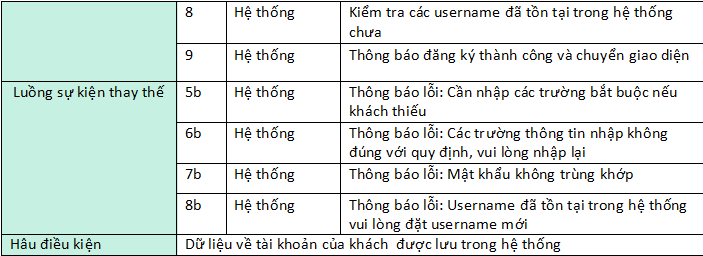 8 Hệ thống Kiểm tra các username đã tồn tại trong hệ thống
chưa
9 Hệ thống Thông báo đăng ký thành công và chuyển giao diện
Luồng sự kiện thay thế 5b Hệ thống Thông báo lỗi: Cần nhập các trường bắt buộc nếu
khách thiếu
6b Hệ thống Thông báo lỗi: Các trường thông tin nhập không
đúng với quy định, vui lòng nhập lại
7b Hệ thống Thông báo lỗi: Mật khẩu không trùng khớp
8b Hệ thống Thông báo lỗi: Username đã tồn tại trong hệ thống
vui lòng đặt username mới
Hâu điều kiện Dữ liệu về tài khoản của khách được lưu trong hệ thống